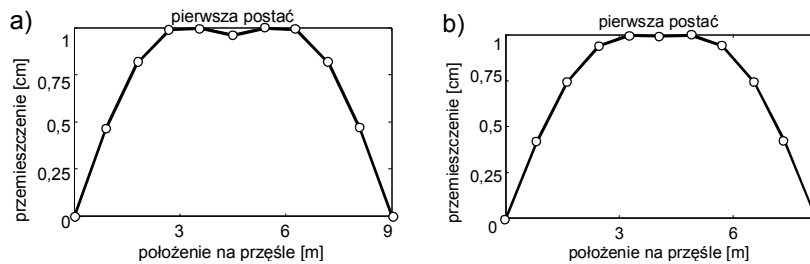 a)
pierwsza postać
przemieszczenie [cm]
1
0,75
0,5
0,25
0
3
6
9
położenie na przęśle [m]
b)
pierwsza postać
przemieszczenie [cm]
1
0,75
0,5
0,25
0
3
6
położenie na przęśle [m]